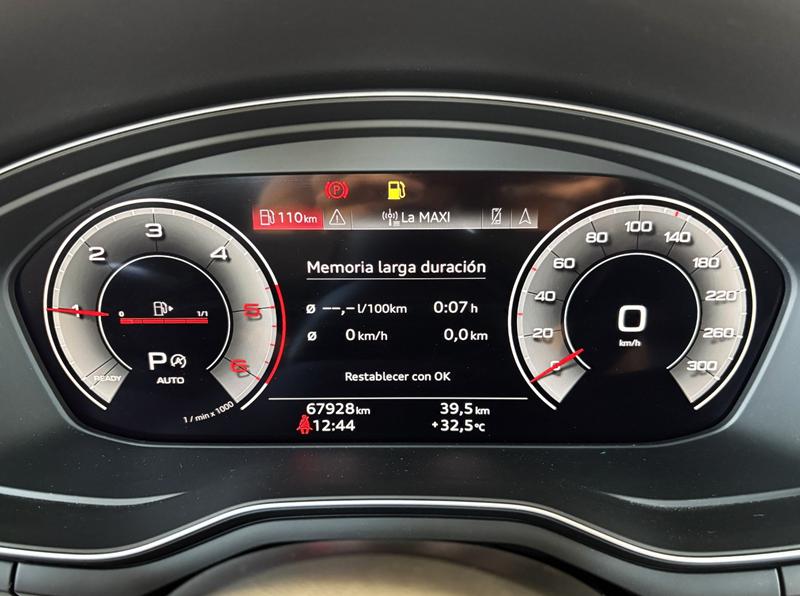 P
110km La MAXI
Memoria larga duración
ø --,- l/100km 0:07 h
ø 0 km/h 0,0 km
Restablecer con OK
67928 km 39,5 km
12:44 +32,5 °C
READY 1 2 3 4 5 6
0 1/1
P A
AUTO
1 / min x 1000
0 20 40 60 80 100 140 180 220 260 300
0
km/h